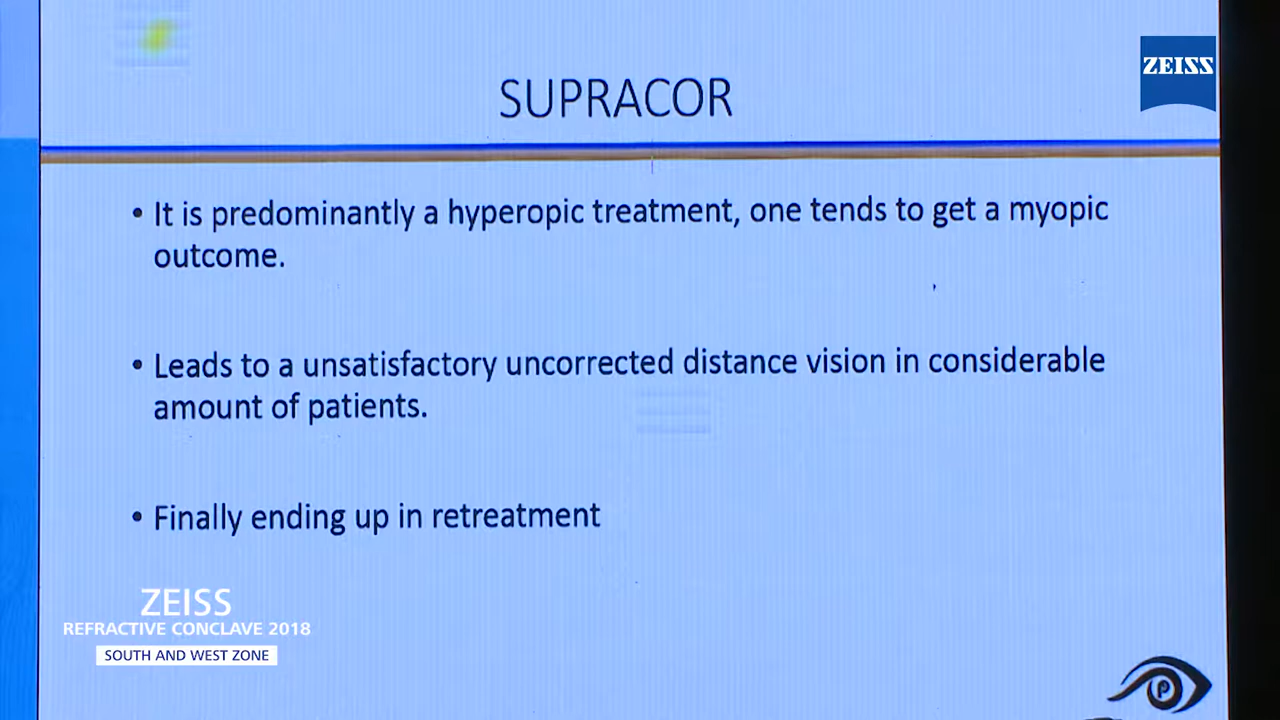 SUPRACOR
ZEISS
• It is predominantly a hyperopic treatment, one tends to get a myopic
outcome.
• Leads to a unsatisfactory uncorrected distance vision in considerable
amount of patients.
• Finally ending up in retreatment
ZEISS
REFRACTIVE CONCLAVE 2018
SOUTH AND WEST ZONE
P